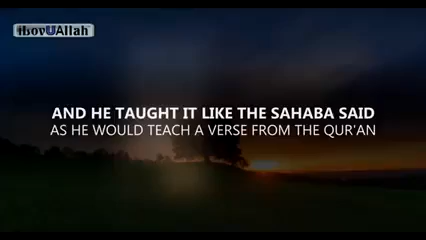 iLovUAllah
AND HE TAUGHT IT LIKE THE SAHABA SAID
AS HE WOULD TEACH A VERSE FROM THE QUR'AN